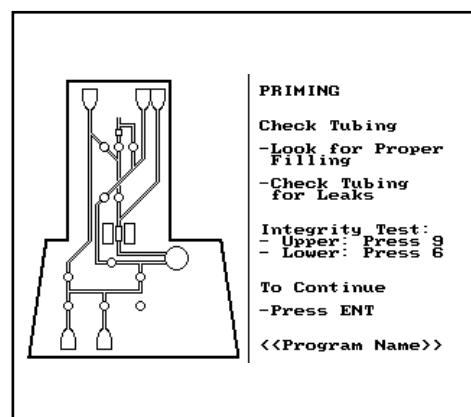 PRIMING
Check Tubing
-Look for Proper
Filling
-Check Tubing
for Leaks
Integrity Test:
- Upper: Press 9
- Lower: Press 6
To Continue
-Press ENT
<<Program Name>>